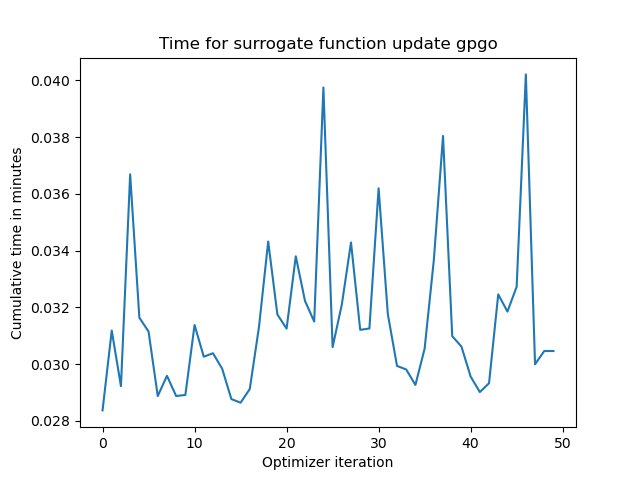 Time for surrogate function update gpgo
Cumulative time in minutes
0.040
0.038
0.036
0.034
0.032
0.030
0.028
0 10 20 30 40 50
Optimizer iteration